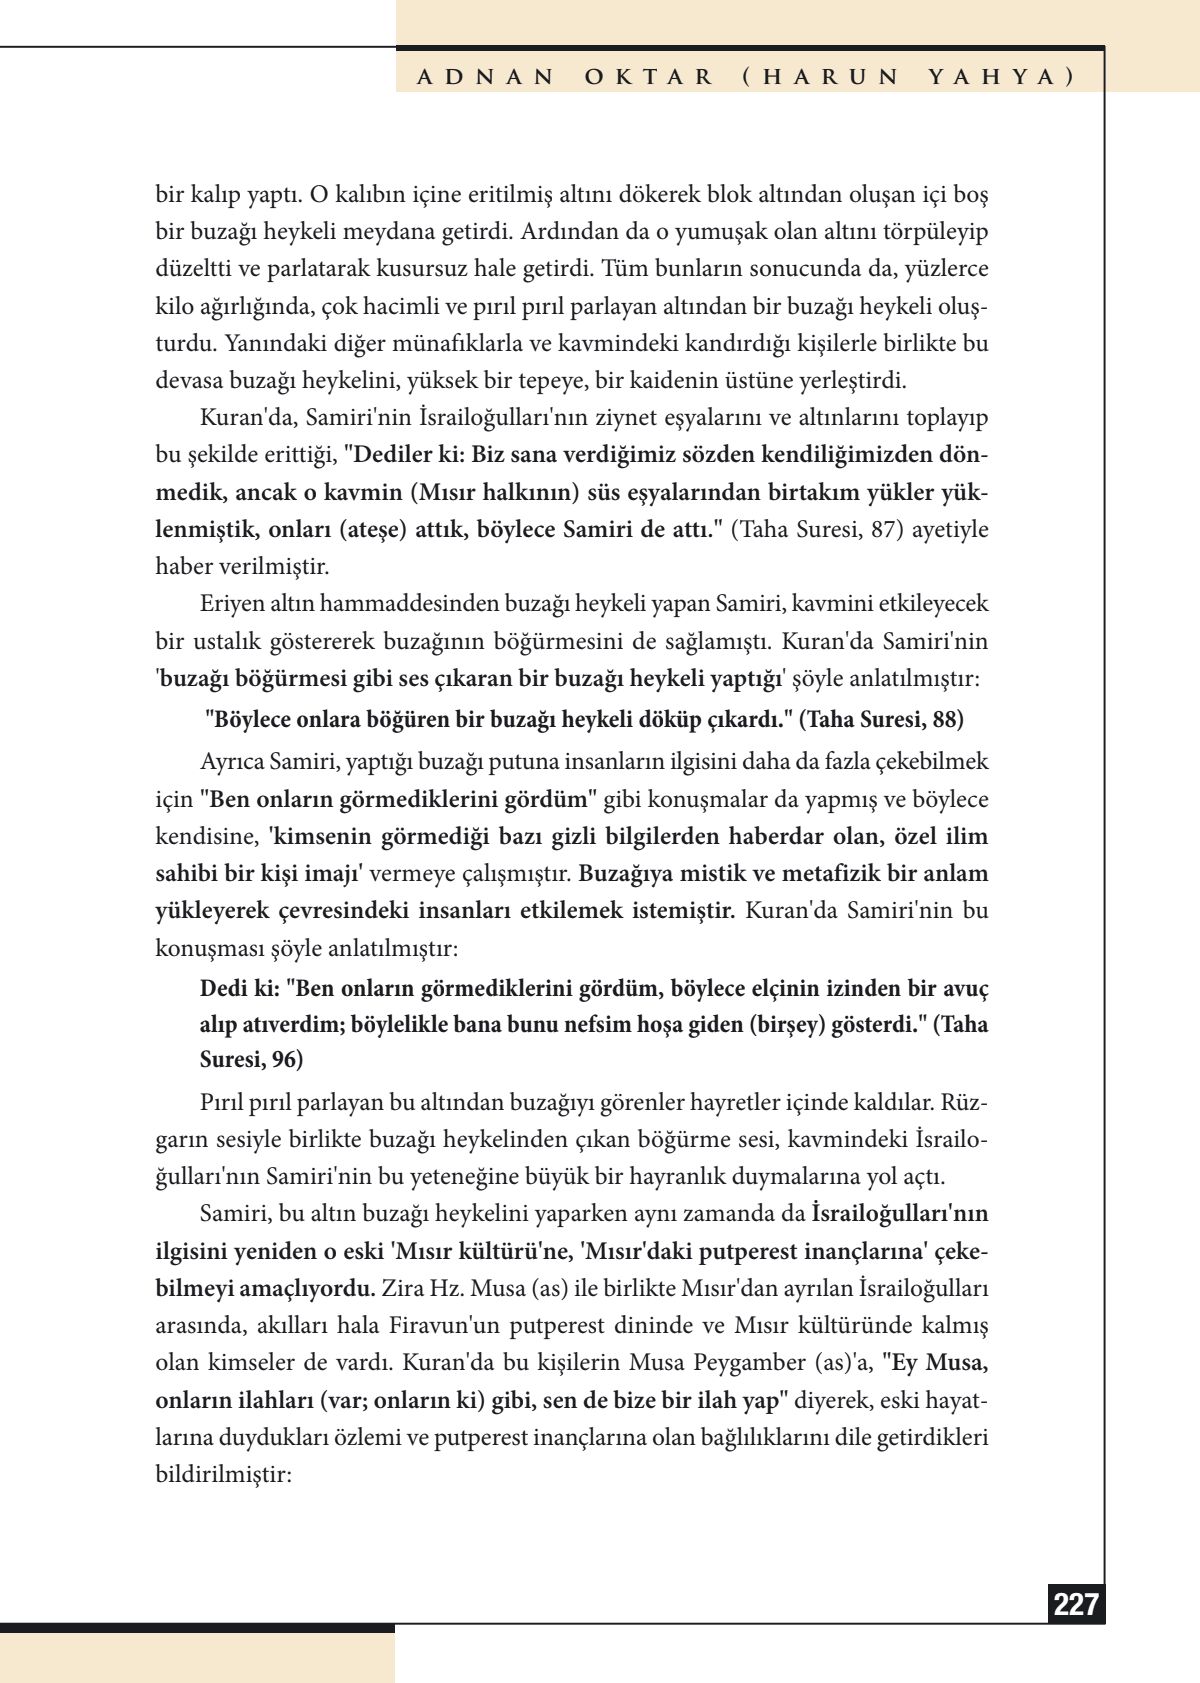 ADNAN OKTAR (HARUN YAHYA)
bir kalıp yaptı. O kalıbın içine eritilmiş altını dökerek blok altından oluşan içi boş
bir buzağı heykeli meydana getirdi. Ardından da o yumuşak olan altını törpüleyip
düzeltti ve parlatarak kusursuz hale getirdi. Tüm bunların sonucunda da, yüzlerce
kilo ağırlığında, çok hacimli ve pırıl pırıl parlayan altından bir buzağı heykeli oluş-
turdu. Yanındaki diğer münafıklarla ve kavmindeki kandırdığı kişilerle birlikte bu
devasa buzağı heykelini, yüksek bir tepeye, bir kaidenin üstüne yerleştirdi.
Kuran'da, Samiri'nin İsrailoğulları'nın ziynet eşyalarını ve altınlarını toplayıp
bu şekilde erittiği, "Dediler ki: Biz sana verdiğimiz sözden kendiliğimizden dön-
medik, ancak o kavmin (Mısır halkının) süs eşyalarından birtakım yükler yük-
lenmiştik, onları (ateşe) attık, böylece Samiri de attı." (Taha Suresi, 87) ayetiyle
haber verilmiştir.
Eriyen altın hammaddesinden buzağı heykeli yapan Samiri, kavmini etkileyecek
bir ustalık göstererek buzağının böğürmesini de sağlamıştı. Kuran'da Samiri'nin
'buzağı böğürmesi gibi ses çıkaran bir buzağı heykeli yaptığı' şöyle anlatılmıştır:
"Böylece onlara böğüren bir buzağı heykeli döküp çıkardı." (Taha Suresi, 88)
Ayrıca Samiri, yaptığı buzağı putuna insanların ilgisini daha da fazla çekebilmek
için "Ben onların görmediklerini gördüm" gibi konuşmalar da yapmış ve böylece
kendisine, 'kimsenin görmediği bazı gizli bilgilerden haberdar olan, özel ilim
sahibi bir kişi imajı' vermeye çalışmıştır. Buzağıya mistik ve metafizik bir anlam
yükleyerek çevresindeki insanları etkilemek istemiştir. Kuran'da Samiri'nin bu
konuşması şöyle anlatılmıştır:
Dedi ki: "Ben onların görmediklerini gördüm, böylece elçinin izinden bir avuç
alıp atıverdim; böylelikle bana bunu nefsim hoşa giden (birşey) gösterdi." (Taha
Suresi, 96)
Pırıl pırıl parlayan bu altından buzağıyı görenler hayretler içinde kaldılar. Rüz-
garın sesiyle birlikte buzağı heykelinden çıkan böğürme sesi, kavmindeki İsrailo-
ğulları'nın Samiri'nin bu yeteneğine büyük bir hayranlık duymalarına yol açtı.
Samiri, bu altın buzağı heykelini yaparken aynı zamanda da İsrailoğulları'nın
ilgisini yeniden o eski 'Mısır kültürü'ne, 'Mısır'daki putperest inançlarına' çeke-
bilmeyi amaçlıyordu. Zira Hz. Musa (as) ile birlikte Mısır'dan ayrılan İsrailoğulları
arasında, akılları hala Firavun'un putperest dininde ve Mısır kültüründe kalmış
olan kimseler de vardı. Kuran'da bu kişilerin Musa Peygamber (as)'a, "Ey Musa,
onların ilahları (var; onların ki) gibi, sen de bize bir ilah yap" diyerek, eski hayat-
larına duydukları özlemi ve putperest inançlarına olan bağlılıklarını dile getirdikleri
bildirilmiştir:
227